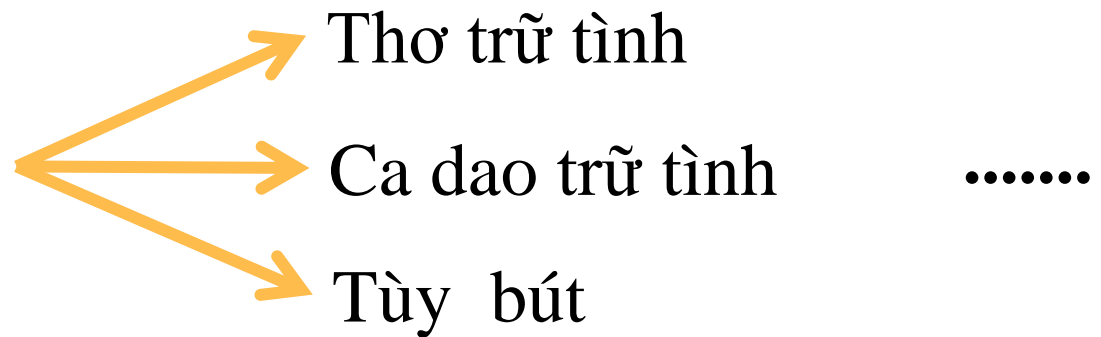 Thơ trữ tình
Ca dao trữ tình .......
Tùy bút